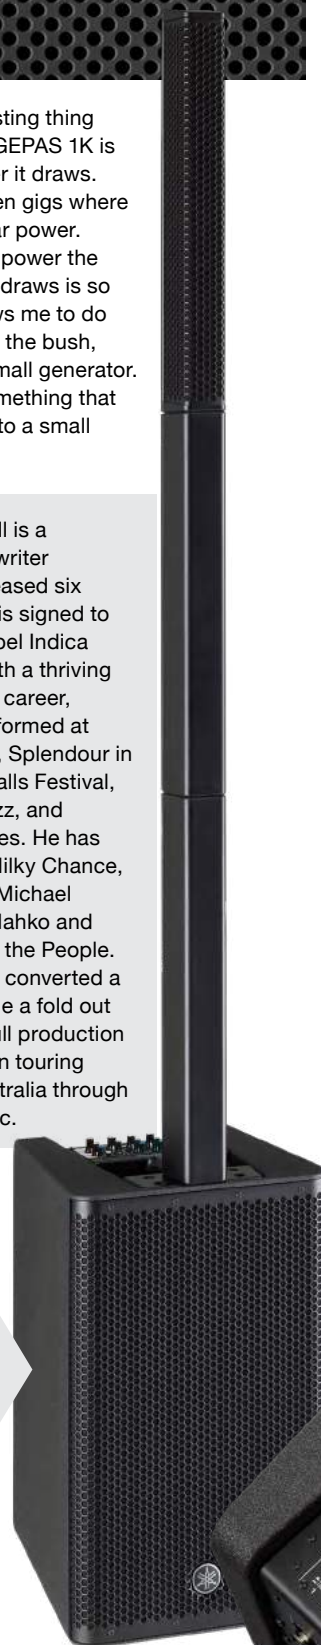 sting thing
GEPAS 1K is
r it draws.
en gigs where
ar power.
power the
draws is so
ws me to do
the bush,
mall generator.
mething that
to a small
ll is a
writer
eased six
is signed to
bel Indica
th a thriving
career,
formed at
, Splendour in
alls Festival,
zz, and
es. He has
Milky Chance,
Michael
Nahko and
the People.
converted a
e a fold out
ull production
n touring
tralia through
c.